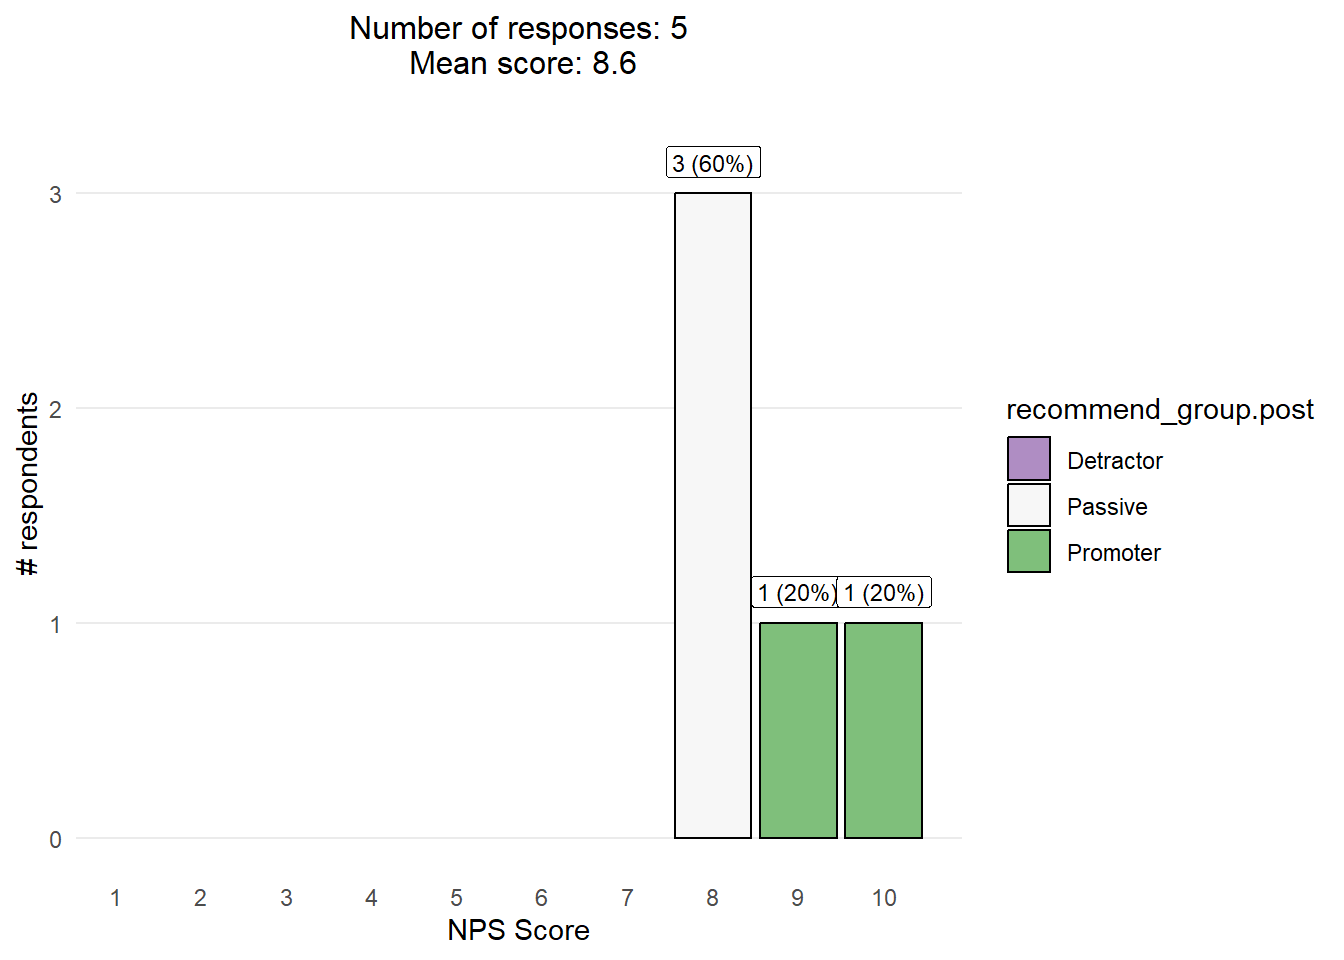 Number of responses: 5
Mean score: 8.6
3 (60%)
1 (20%) 1 (20%)
3
2
1
0
# respondents
1 2 3 4 5 6 7 8 9 10
NPS Score
recommend_group.post
Detractor
Passive
Promoter